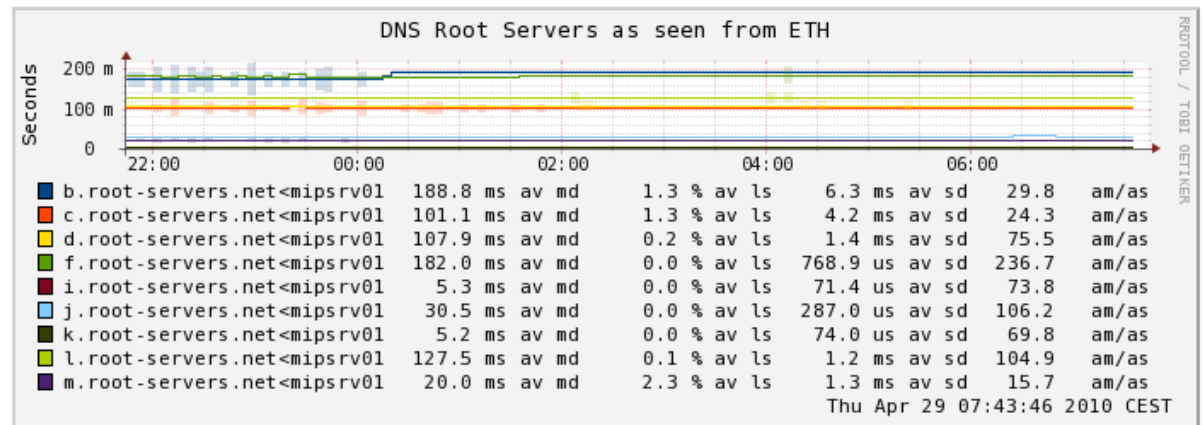 DNS Root Servers as seen from ETH
RRDTOOL / TOBI OETIKER
Seconds
200 m
100 m
0
22:00 00:00 02:00 04:00 06:00
b.root-servers.net<mipsrv01 188.8 ms av md 1.3 % av ls 6.3 ms av sd 29.8 am/as
c.root-servers.net<mipsrv01 101.1 ms av md 1.3 % av ls 4.2 ms av sd 24.3 am/as
d.root-servers.net<mipsrv01 107.9 ms av md 0.2 % av ls 1.4 ms av sd 75.5 am/as
f.root-servers.net<mipsrv01 182.0 ms av md 0.0 % av ls 768.9 us av sd 236.7 am/as
i.root-servers.net<mipsrv01 5.3 ms av md 0.0 % av ls 71.4 us av sd 73.8 am/as
j.root-servers.net<mipsrv01 30.5 ms av md 0.0 % av ls 287.0 us av sd 106.2 am/as
k.root-servers.net<mipsrv01 5.2 ms av md 0.0 % av ls 74.0 us av sd 69.8 am/as
l.root-servers.net<mipsrv01 127.5 ms av md 0.1 % av ls 1.2 ms av sd 104.9 am/as
m.root-servers.net<mipsrv01 20.0 ms av md 2.3 % av ls 1.3 ms av sd 15.7 am/as
Thu Apr 29 07:43:46 2010 CEST